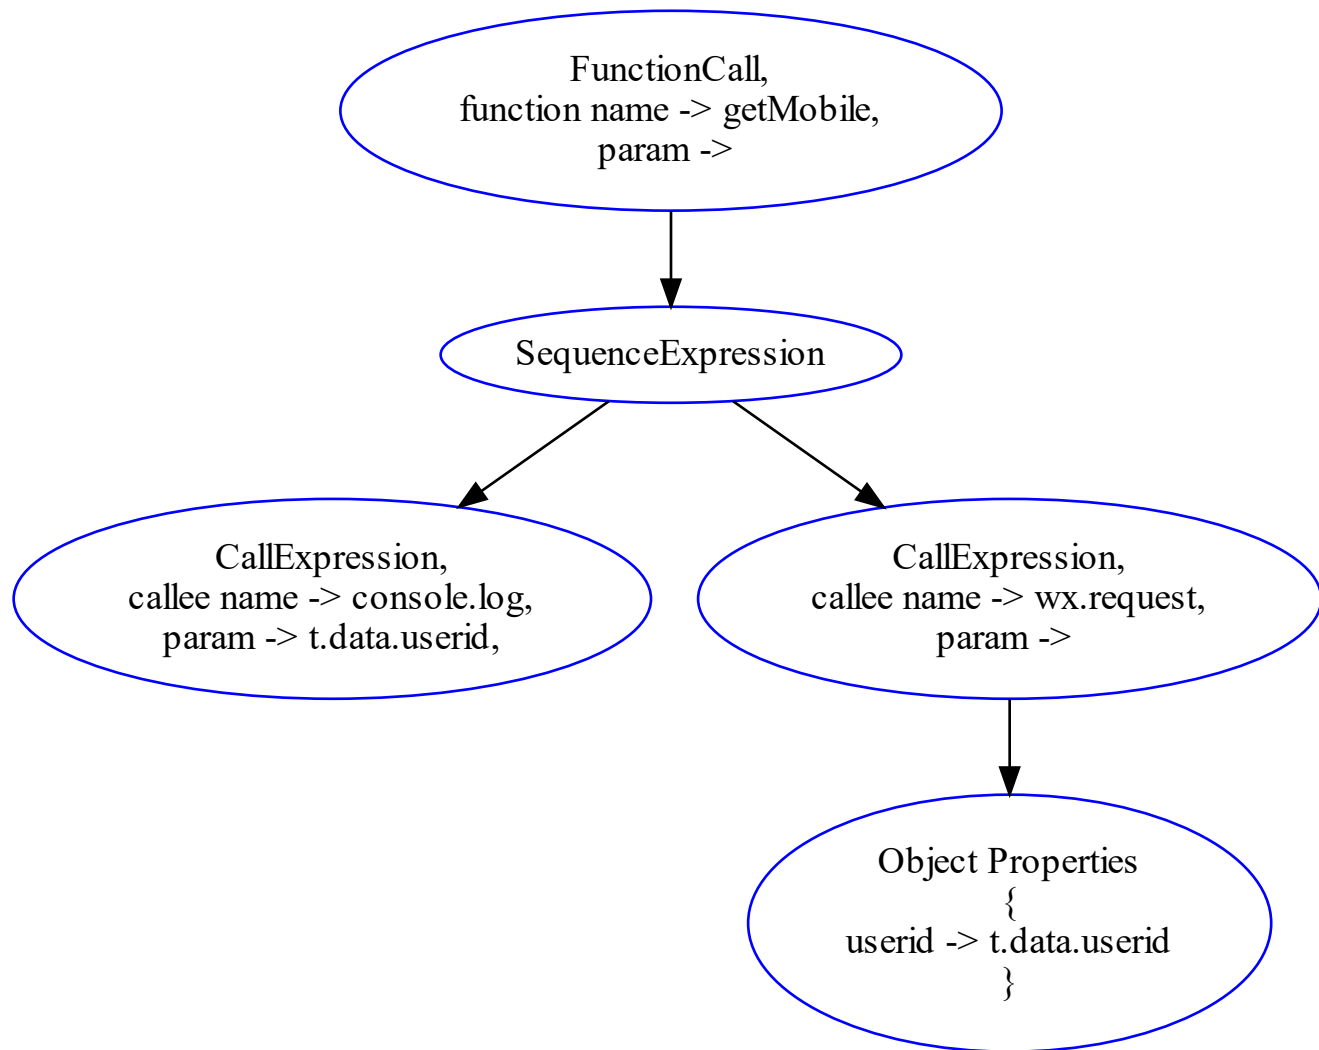 FunctionCall,
function name -> getMobile,
param ->
SequenceExpression
CallExpression,
callee name -> console.log,
param -> t.data.userid,
CallExpression,
callee name -> wx.request,
param ->
Object Properties
{
userid -> t.data.userid
}